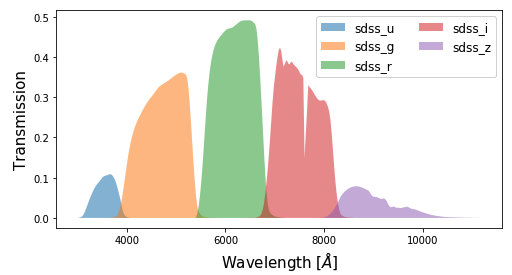 0.5
0.4
0.3
0.2
0.1
0.0
Transmission
sdss_u
sdss_g
sdss_r
sdss_i
sdss_z
4000 6000 8000 10000
Wavelength [Å]